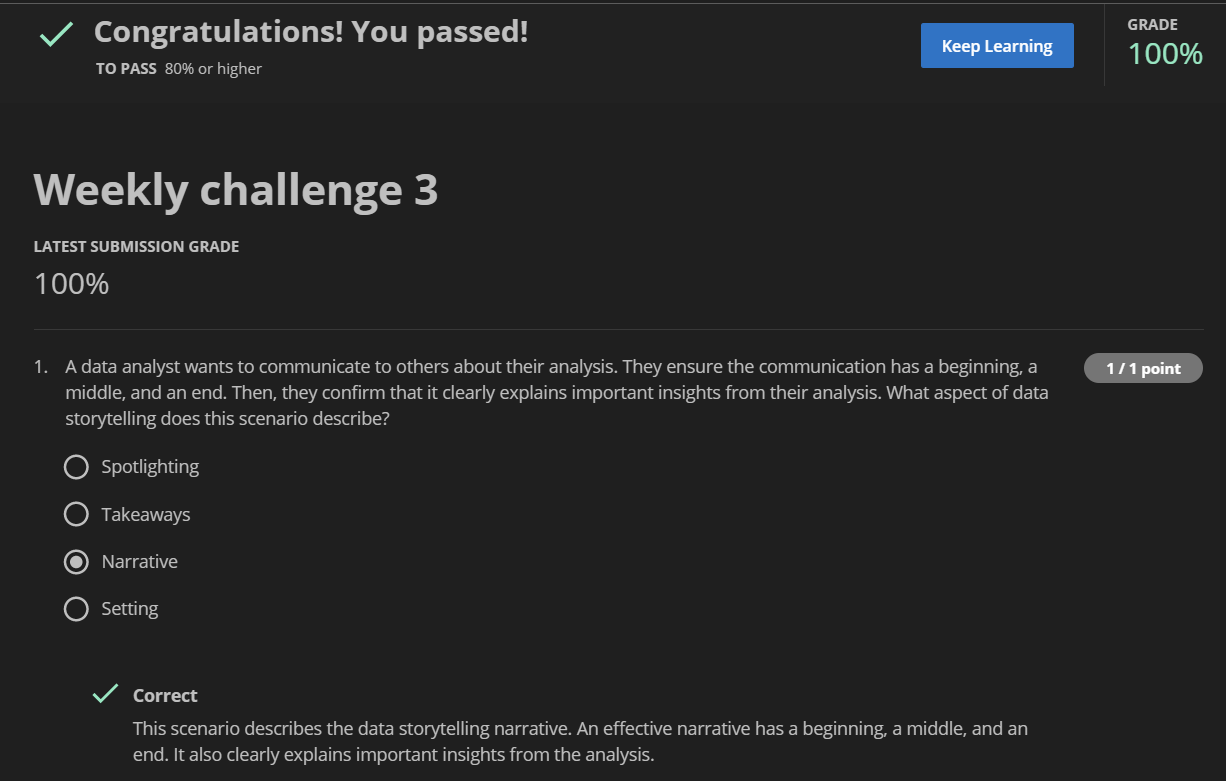 Congratulations! You passed!
TO PASS 80% or higher
Keep Learning
GRADE
100%
Weekly challenge 3
LATEST SUBMISSION GRADE
100%
1. A data analyst wants to communicate to others about their analysis. They ensure the communication has a beginning, a
middle, and an end. Then, they confirm that it clearly explains important insights from their analysis. What aspect of data
storytelling does this scenario describe?
1 / 1 point
Spotlighting
Takeaways
Narrative
Setting
Correct
This scenario describes the data storytelling narrative. An effective narrative has a beginning, a middle, and an
end. It also clearly explains important insights from the analysis.